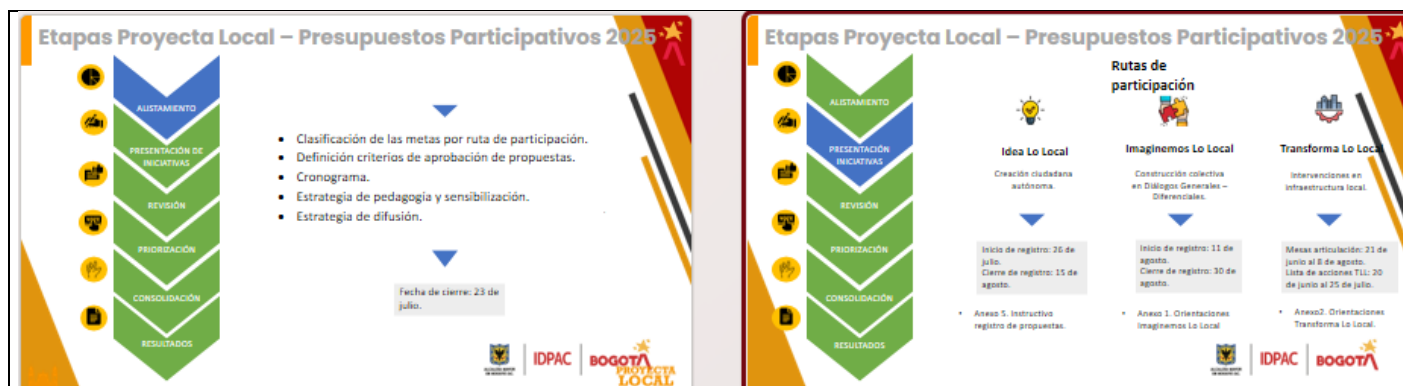 Etapas Proyecta Local – Presupuestos Participativos 2025
ALISTAMIENTO
PRESENTACIÓN DE
INICIATIVAS
REVISIÓN
PRIORIZACIÓN
CONSOLIDACIÓN
RESULTADOS
• Clasificación de las metas por ruta de participación.
• Definición criterios de aprobación de propuestas.
• Cronograma.
• Estrategia de pedagogía y sensibilización.
• Estrategia de difusión.
Fecha de cierre: 23 de
julio.
IDPAC
BOGOTÁ
PROYECTA
LOCAL
Etapas Proyecta Local – Presupuestos Participativos 2025
ALISTAMIENTO
PRESENTACIÓN
INICIATIVAS
REVISIÓN
PRIORIZACIÓN
CONSOLIDACIÓN
RESULTADOS
Rutas de
participación
Idea Lo Local
Creación ciudadana
autónoma.
Inicio de registro: 26 de
julio.
Cierre de registro: 15 de
agosto.
• Anexo 5. Instructivo
registro de propuestas.
Imaginemos Lo Local
Construcción colectiva
en Diálogos Generales –
Diferenciales.
Inicio de registro: 11 de
agosto.
Cierre de registro: 30 de
agosto.
• Anexo 1. Orientaciones
Imaginemos Lo Local
Transforma Lo Local
Intervenciones en
infraestructura local.
Mesas articulación: 21 de
junio al 8 de agosto.
Lista de acciones TLL: 20
de junio al 25 de julio.
• Anexo2. Orientaciones
Transforma Lo Local.
IDPAC
BOGOTÁ